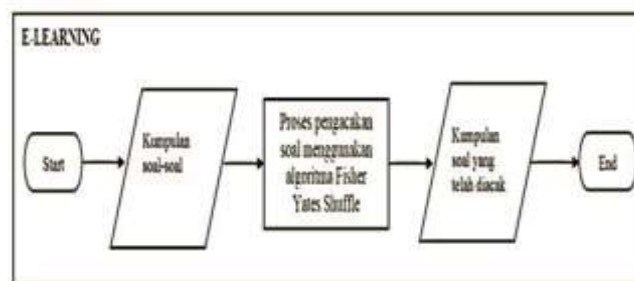 E-LEARNING
Start
Kumpulan
soal-soal
Proses pengacakan
soal menggunakan
algoritma Fisher
Yates Shuffle
Kumpulan
soal yang
telah diacak
End